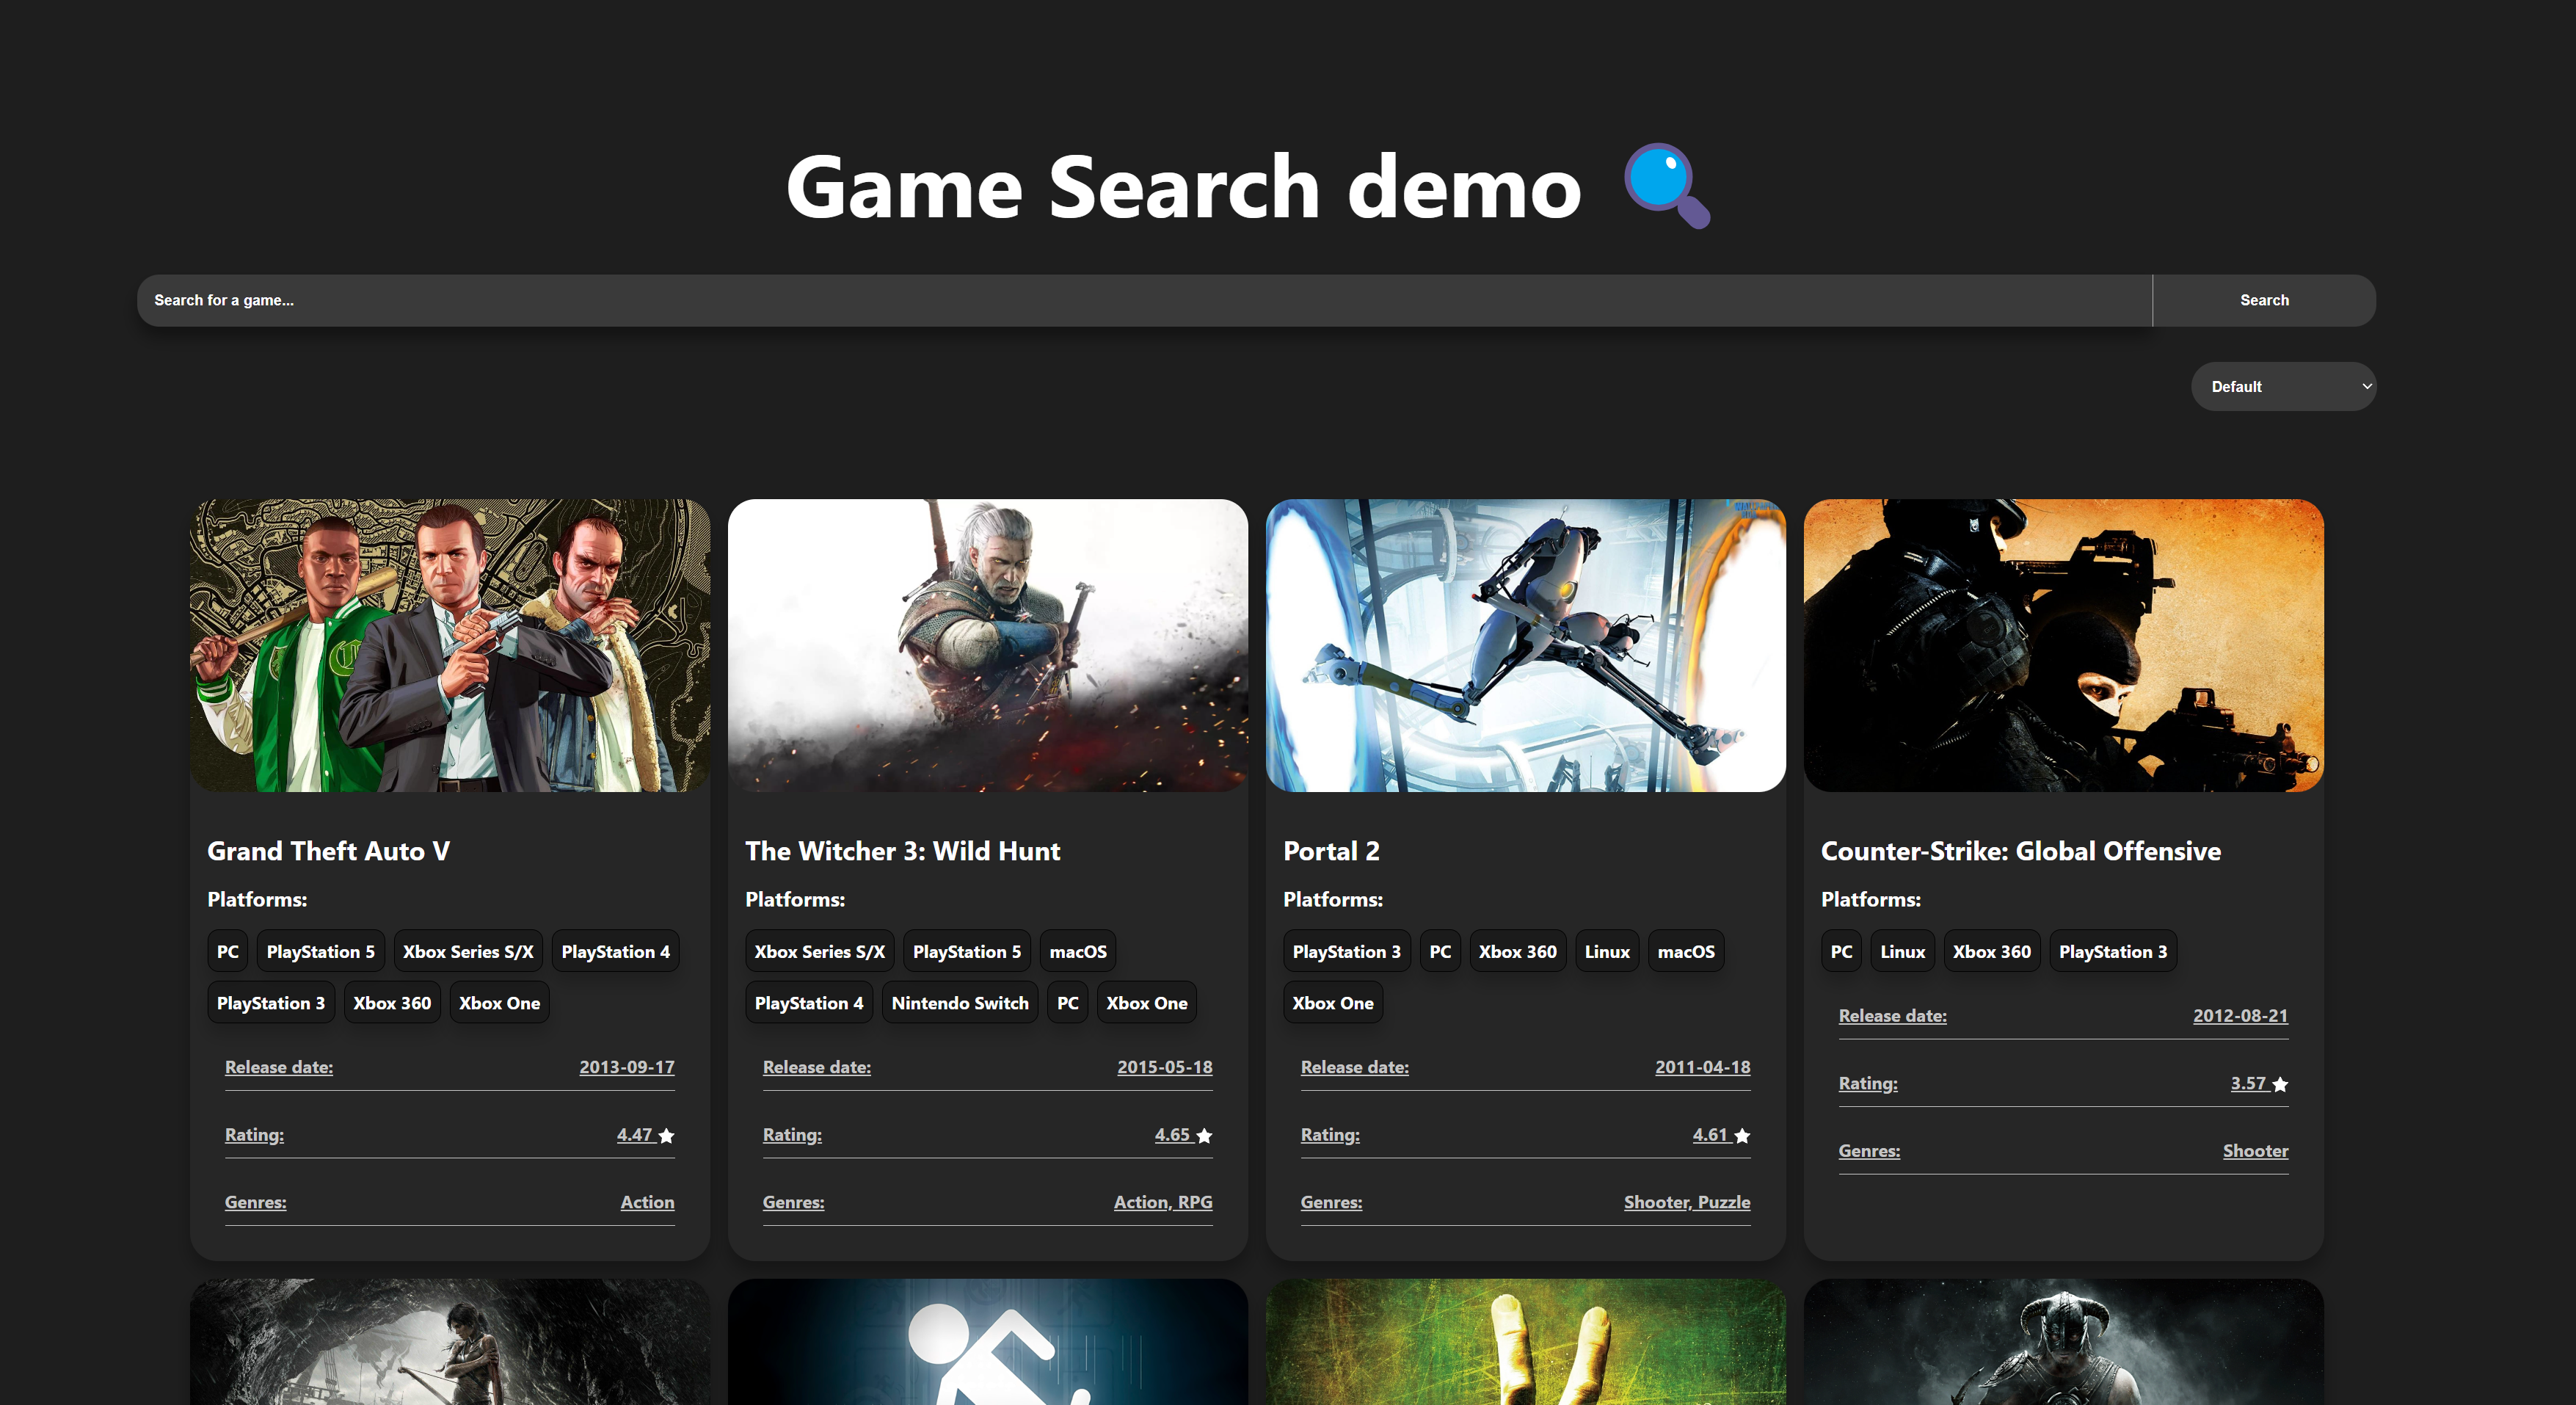 Game Search demo
Search for a game...
Search
Default
Grand Theft Auto V
Platforms:
PC PlayStation 5 Xbox Series S/X PlayStation 4
PlayStation 3 Xbox 360 Xbox One
Release date: 2013-09-17
Rating: 4.47
Genres: Action
The Witcher 3: Wild Hunt
Platforms:
Xbox Series S/X PlayStation 5 macOS
PlayStation 4 Nintendo Switch PC Xbox One
Release date: 2015-05-18
Rating: 4.65
Genres: Action, RPG
Portal 2
Platforms:
PlayStation 3 PC Xbox 360 Linux macOS
Xbox One
Release date: 2011-04-18
Rating: 4.61
Genres: Shooter, Puzzle
Counter-Strike: Global Offensive
Platforms:
PC Linux Xbox 360 PlayStation 3
Release date: 2012-08-21
Rating: 3.57
Genres: Shooter